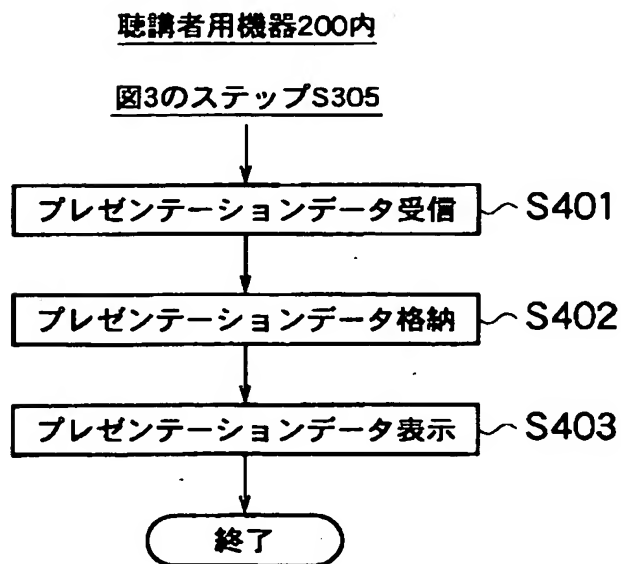 聴講者用機器200内
図3のステップS305
プレゼンテーションデータ受信 S401
プレゼンテーションデータ格納 S402
プレゼンテーションデータ表示 S403
終了